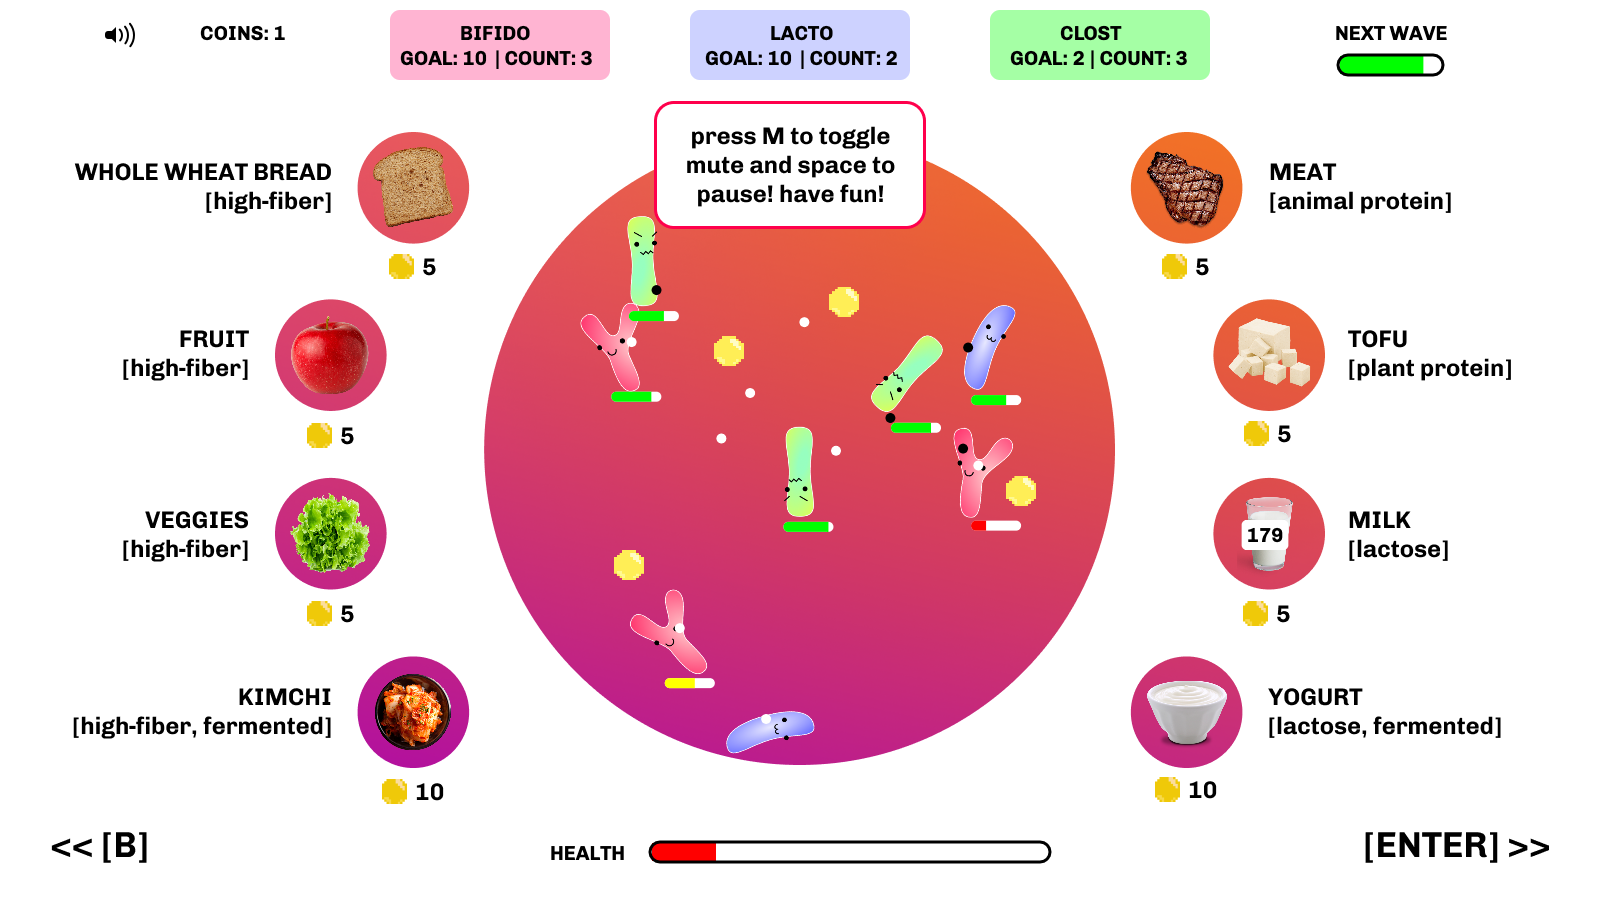 COINS: 1
BIFIDO
GOAL: 10 | COUNT: 3
LACTO
GOAL: 10 | COUNT: 2
CLOST
GOAL: 2 | COUNT: 3
NEXT WAVE
press M to toggle
mute and space to
pause! have fun!
WHOLE WHEAT BREAD
[high-fiber]
5
FRUIT
[high-fiber]
5
VEGGIES
[high-fiber]
5
KIMCHI
[high-fiber, fermented]
10
MEAT
[animal protein]
5
TOFU
[plant protein]
5
179
MILK
[lactose]
5
YOGURT
[lactose, fermented]
10
<< [B]
HEALTH
[ENTER] >>